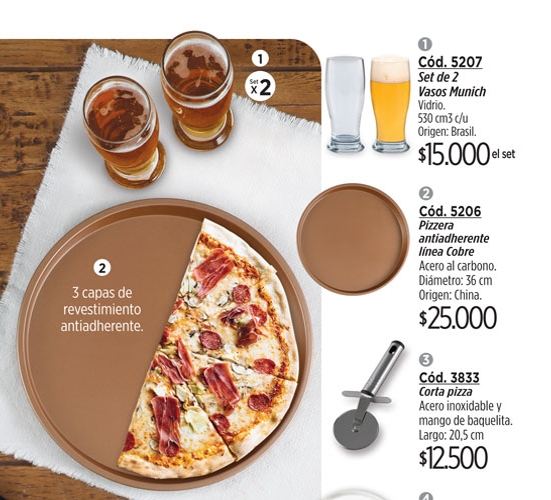 1
Set
x 2
2
3 capas de
revestimiento
antiadherente.
1
Cód. 5207
Set de 2
Vasos Munich
Vidrio.
530 cm3 c/u
Origen: Brasil.
$15.000 el set
2
Cód. 5206
Pizzera
antiadherente
línea Cobre
Acero al carbono.
Diámetro: 36 cm
Origen: China.
$25.000
3
Cód. 3833
Corta pizza
Acero inoxidable y
mango de baquelita.
Largo: 20,5 cm
$12.500
4